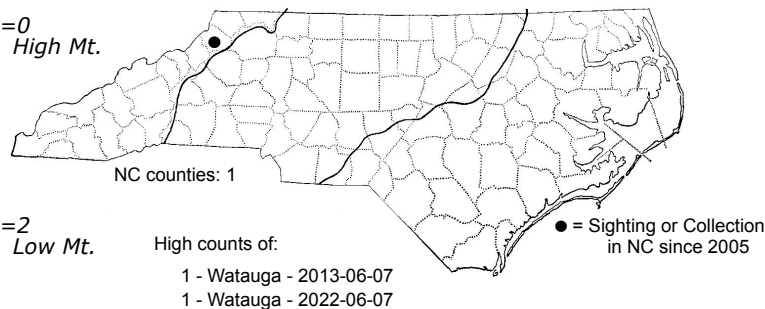 =0
High Mt.
NC counties: 1
=2
Low Mt.
High counts of:
1 - Watauga - 2013-06-07
1 - Watauga - 2022-06-07
● = Sighting or Collection
in NC since 2005